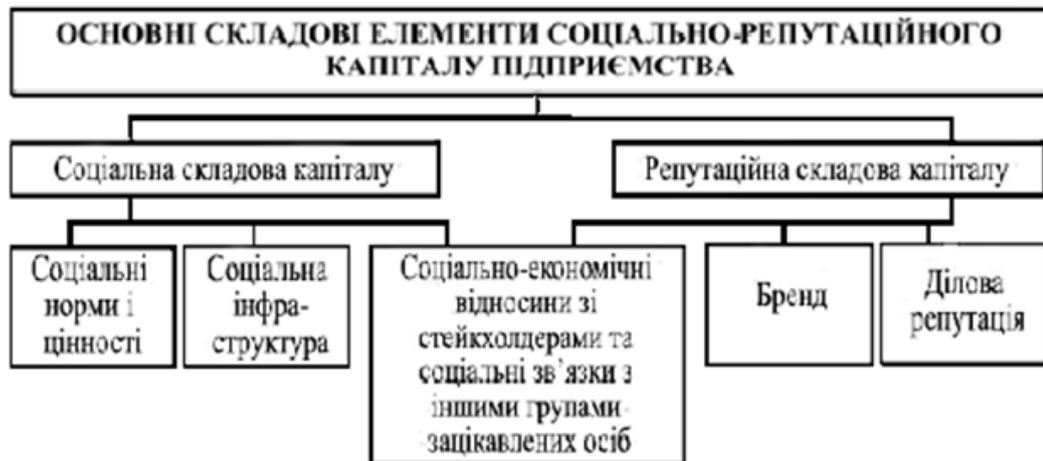 ОСНОВНІ СКЛАДОВІ ЕЛЕМЕНТИ СОЦІАЛЬНО-РЕПУТАЦІЙНОГО
КАПІТАЛУ ПІДПРИЄМСТВА
Соціальна складова капіталу
Репутаційна складова капіталу
Соціальні
норми і
цінності
Соціальна
інфра-
структура
Соціально-економічні
відносини зі
стейкхолдерами та
соціальні зв’язки з
іншими групами
зацікавлених осіб
Бренд
Ділова
репутація